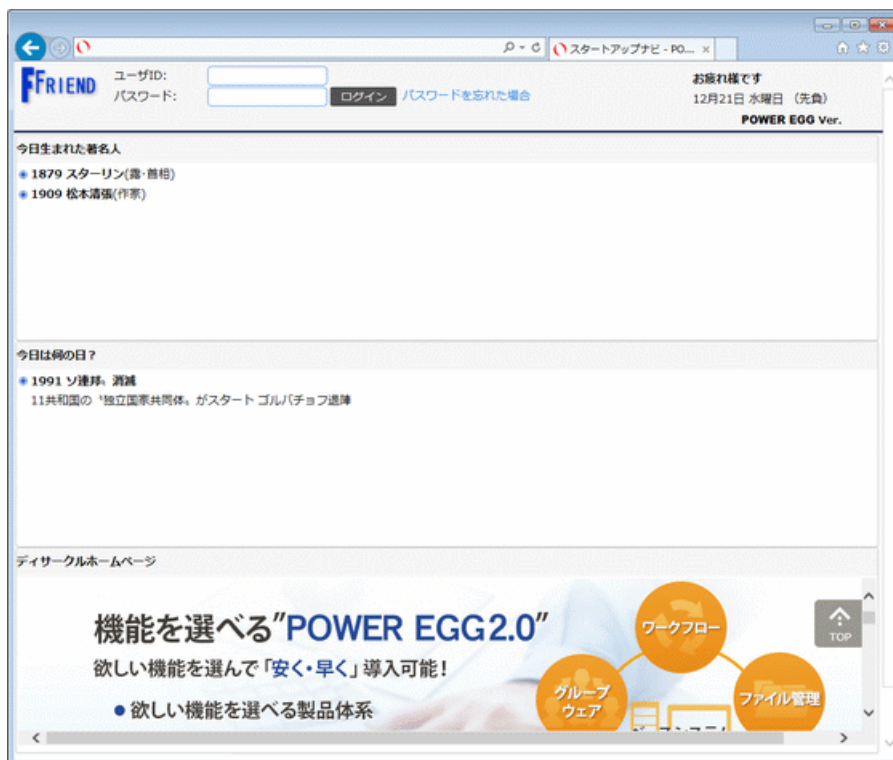 スタートアップナビ - PO...
FFRIEND
ユーザID:
パスワード:
ログイン
パスワードを忘れた場合
お疲れ様です
12月21日 水曜日 (先負)
POWER EGG Ver.
今日生まれた著名人
1879 スターリン(露・首相)
1909 松本清張(作家)
今日は何の日?
1991 ソ連邦〟消滅
11共和国の〝独立国家共同体〟がスタート ゴルバチョフ退陣
ディサークルホームページ
機能を選べる"POWER EGG2.0"
欲しい機能を選んで「安く・早く」導入可能!
●欲しい機能を選べる製品体系
ワークフロー
グループ
ウェア
ファイル管理
TOP